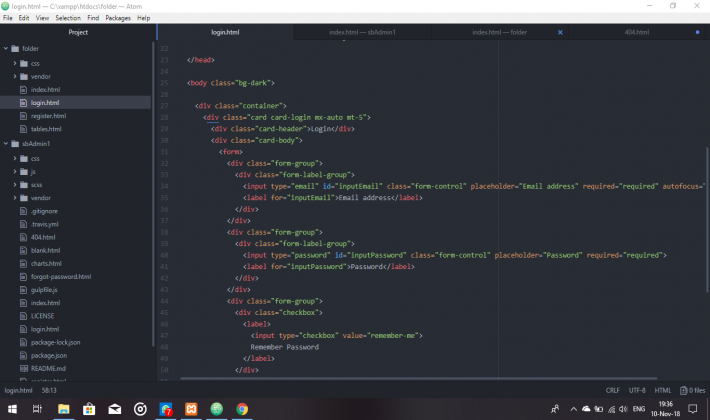 login.html — C:\xampp\htdocs\folder — Atom
File Edit View Selection Find Packages Help
Project
login.html
index.html — sbAdmin1
index.html — folder
404.html
folder
css
vendor
index.html
login.html
register.html
tables.html
sbAdmin1
css
js
scss
vendor
.gitignore
.travis.yml
404.html
blank.html
charts.html
forgot-password.html
gulpfile.js
index.html
LICENSE
login.html
package-lock.json
package.json
README.md
register.html
22
23 </head>
24
25 <body class="bg-dark">
26
27 <div class="container">
28 <div class="card card-login mx-auto mt-5">
29 <div class="card-header">Login</div>
30 <div class="card-body">
31 <form>
32 <div class="form-group">
33 <div class="form-label-group">
34 <input type="email" id="inputEmail" class="form-control" placeholder="Email address" required="required" autofocus="
35 <label for="inputEmail">Email address</label>
36 </div>
37 </div>
38 <div class="form-group">
39 <div class="form-label-group">
40 <input type="password" id="inputPassword" class="form-control" placeholder="Password" required="required">
41 <label for="inputPassword">Password</label>
42 </div>
43 </div>
44 <div class="form-group">
45 <div class="checkbox">
46 <label>
47 <input type="checkbox" value="remember-me">
48 Remember Password
49 </label>
50 </div>
login.html 58:13
CRLF UTF-8 HTML 0 files
ENG
19:36
10-Nov-18